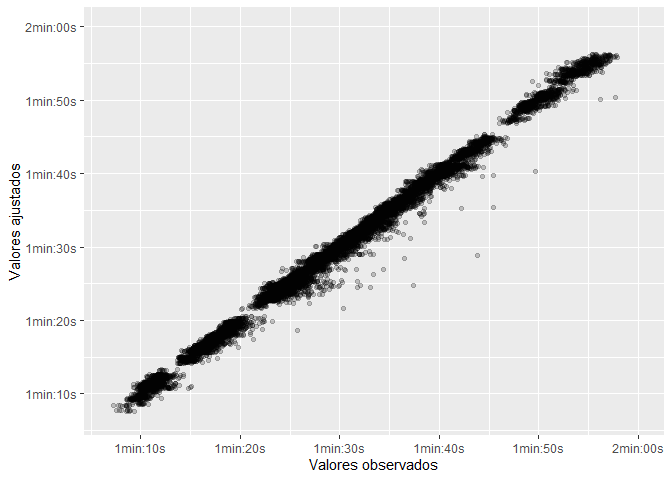 2min:00s
1min:50s
1min:40s
1min:30s
1min:20s
1min:10s
Valores ajustados
1min:10s 1min:20s 1min:30s 1min:40s 1min:50s 2min:00s
Valores observados